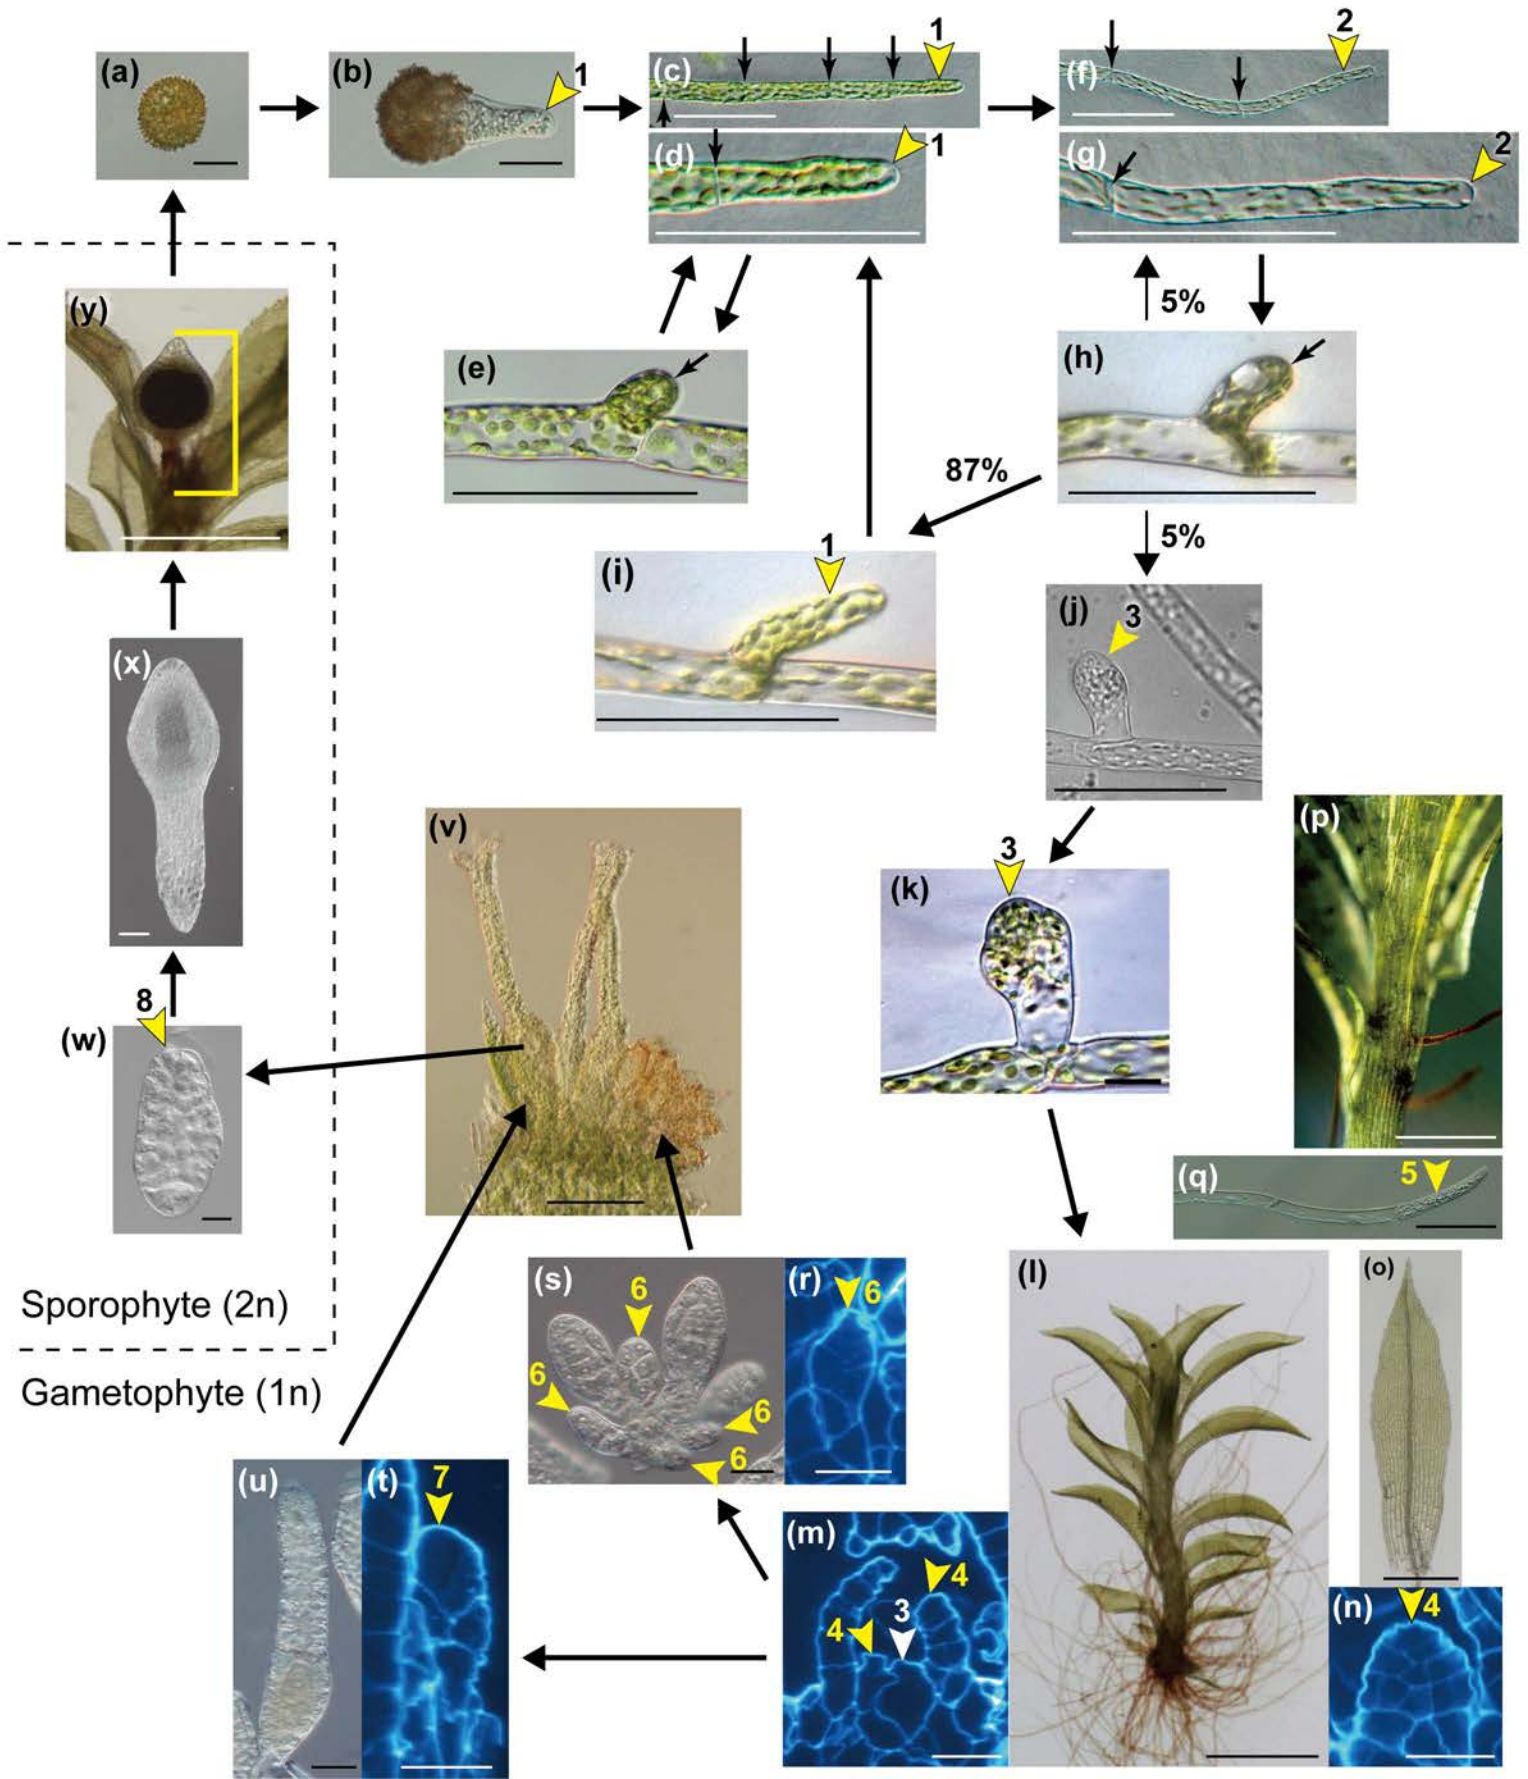 (a)
(b)
1
(c)
1
(d)
1
(f)
2
(g)
2
(y)
(e)
5%
(h)
87%
5%
(i)
1
(j)
3
(x)
(v)
(k)
3
(p)
8
(w)
(q)
5
(s)
6
6
6
6
(r)
6
(l)
(o)
Sporophyte (2n)
Gametophyte (1n)
(u)
(t)
7
(m)
4
4
3
(n)
4